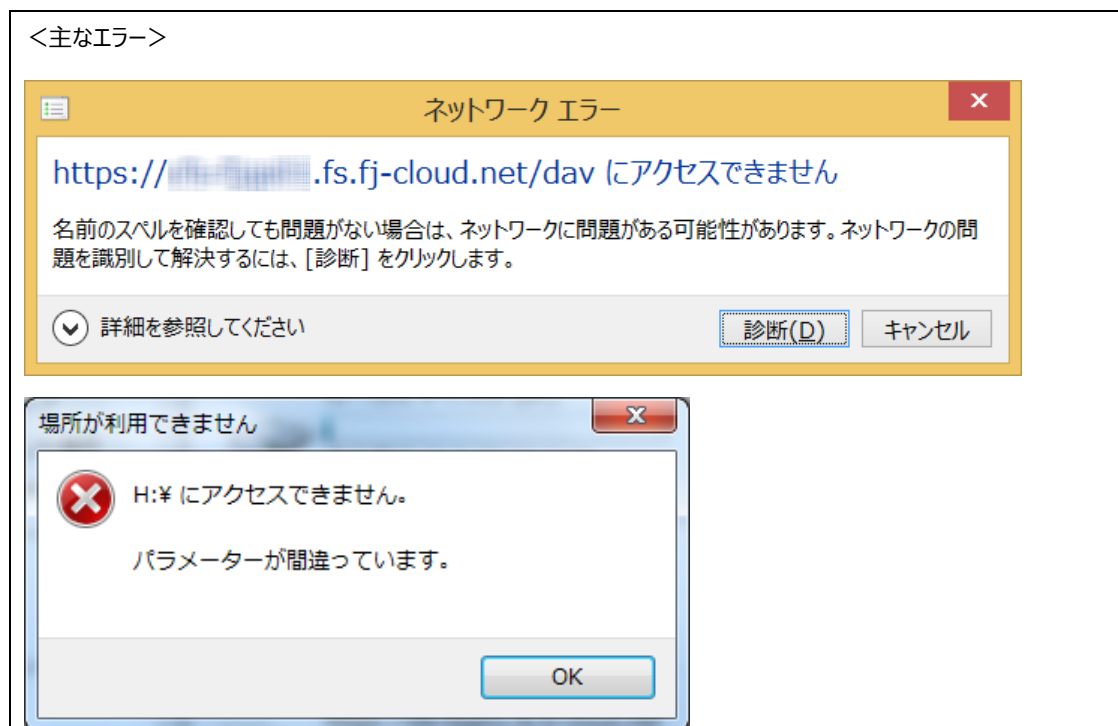 ＜主なエラー＞
ネットワーク エラー
https:// .fs.fj-cloud.net/dav にアクセスできません
名前のスペルを確認しても問題がない場合は、ネットワークに問題がある可能性があります。ネットワークの問
題を識別して解決するには、[診断] をクリックします。
詳細を参照してください
診断(D)
キャンセル
場所が利用できません
H:¥ にアクセスできません。
パラメーターが間違っています。
OK